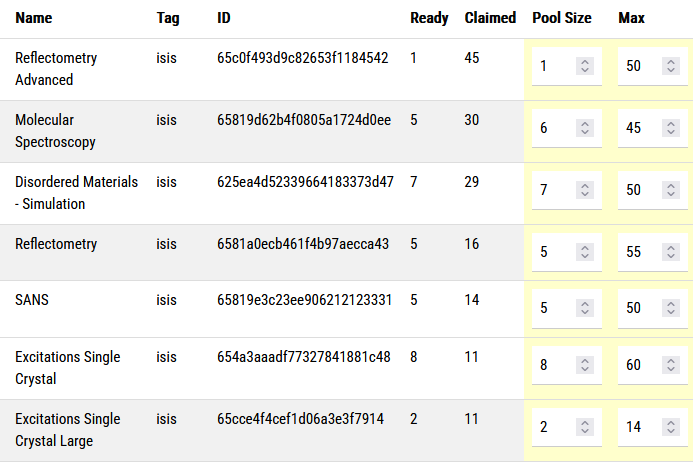 Name Tag ID Ready Claimed Pool Size Max
Reflectometry Advanced isis 65c0f493d9c82653f1184542 1 45 1 50
Molecular Spectroscopy isis 65819d62b4f0805a1724d0ee 5 30 6 45
Disordered Materials - Simulation isis 625ea4d52339664183373d47 7 29 7 50
Reflectometry isis 6581a0ecb461f4b97aecca43 5 16 5 55
SANS isis 65819e3c23ee906212123331 5 14 5 50
Excitations Single Crystal isis 654a3aaadf77327841881c48 8 11 8 60
Excitations Single Crystal Large isis 65cce4f4cef1d06a3e3f7914 2 11 2 14